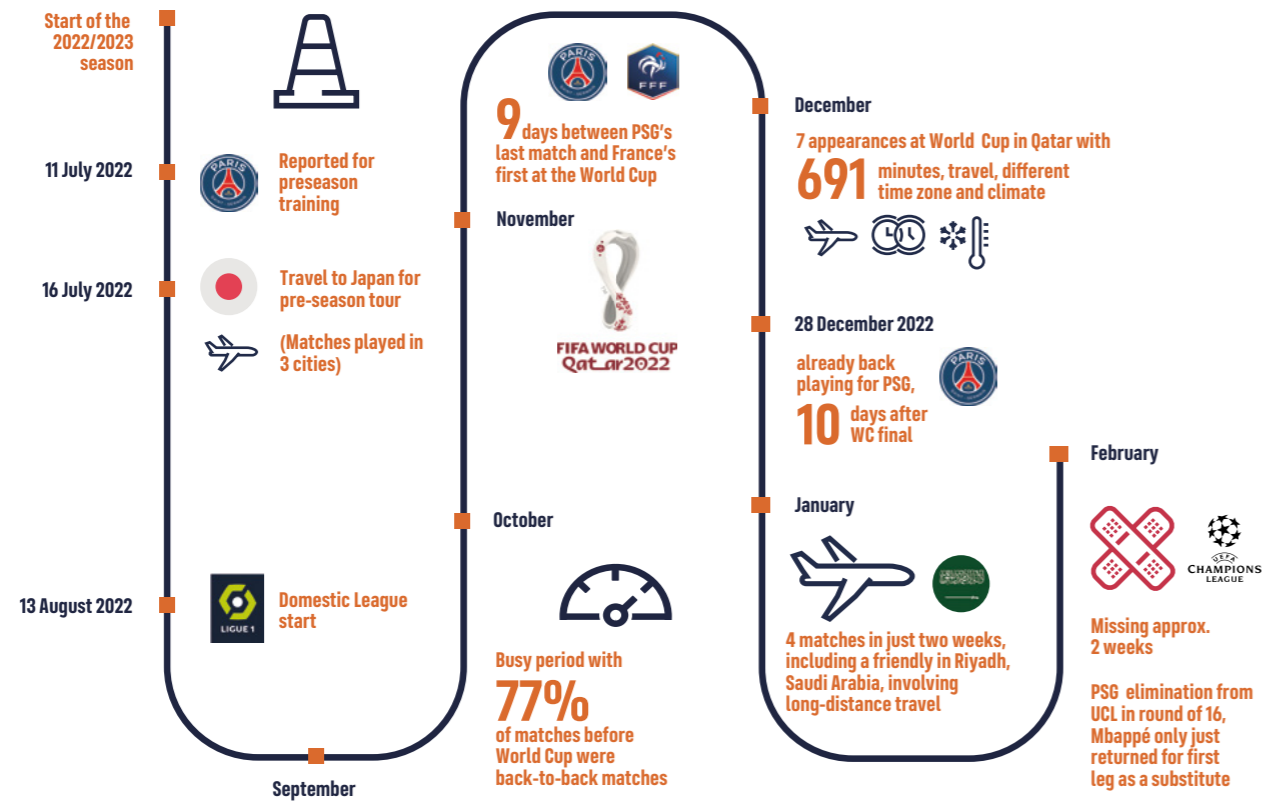 Start of the
2022/2023
season
11 July 2022
PARIS
Reported for
preseason
training
16 July 2022
Travel to Japan for
pre-season tour
(Matches played in
3 cities)
13 August 2022
LIGUE 1
Domestic League
start
September
October
Busy period with
77%
of matches before
World Cup were
back-to-back matches
November
FIFA WORLD CUP
Qatar2022
PARIS
FFF
9 days between PSG's
last match and France's
first at the World Cup
December
7 appearances at World Cup in Qatar with
691 minutes, travel, different
time zone and climate
28 December 2022
already back
playing for PSG,
PARIS
10 days after
WC final
January
4 matches in just two weeks,
including a friendly in Riyadh,
Saudi Arabia, involving
long-distance travel
February
UEFA
CHAMPIONS
LEAGUE
Missing approx.
2 weeks
PSG elimination from
UCL in round of 16,
Mbappé only just
returned for first
leg as a substitute